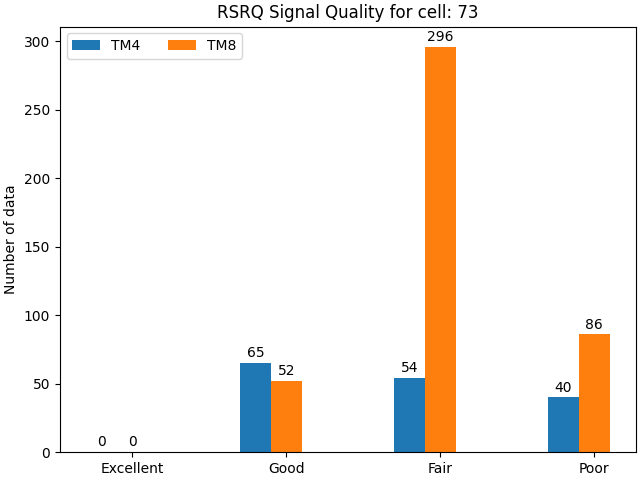 RSRQ Signal Quality for cell: 73
TM4 TM8
Number of data
300
250
200
150
100
50
0
0 0
65 52
54 296
40 86
Excellent Good Fair Poor